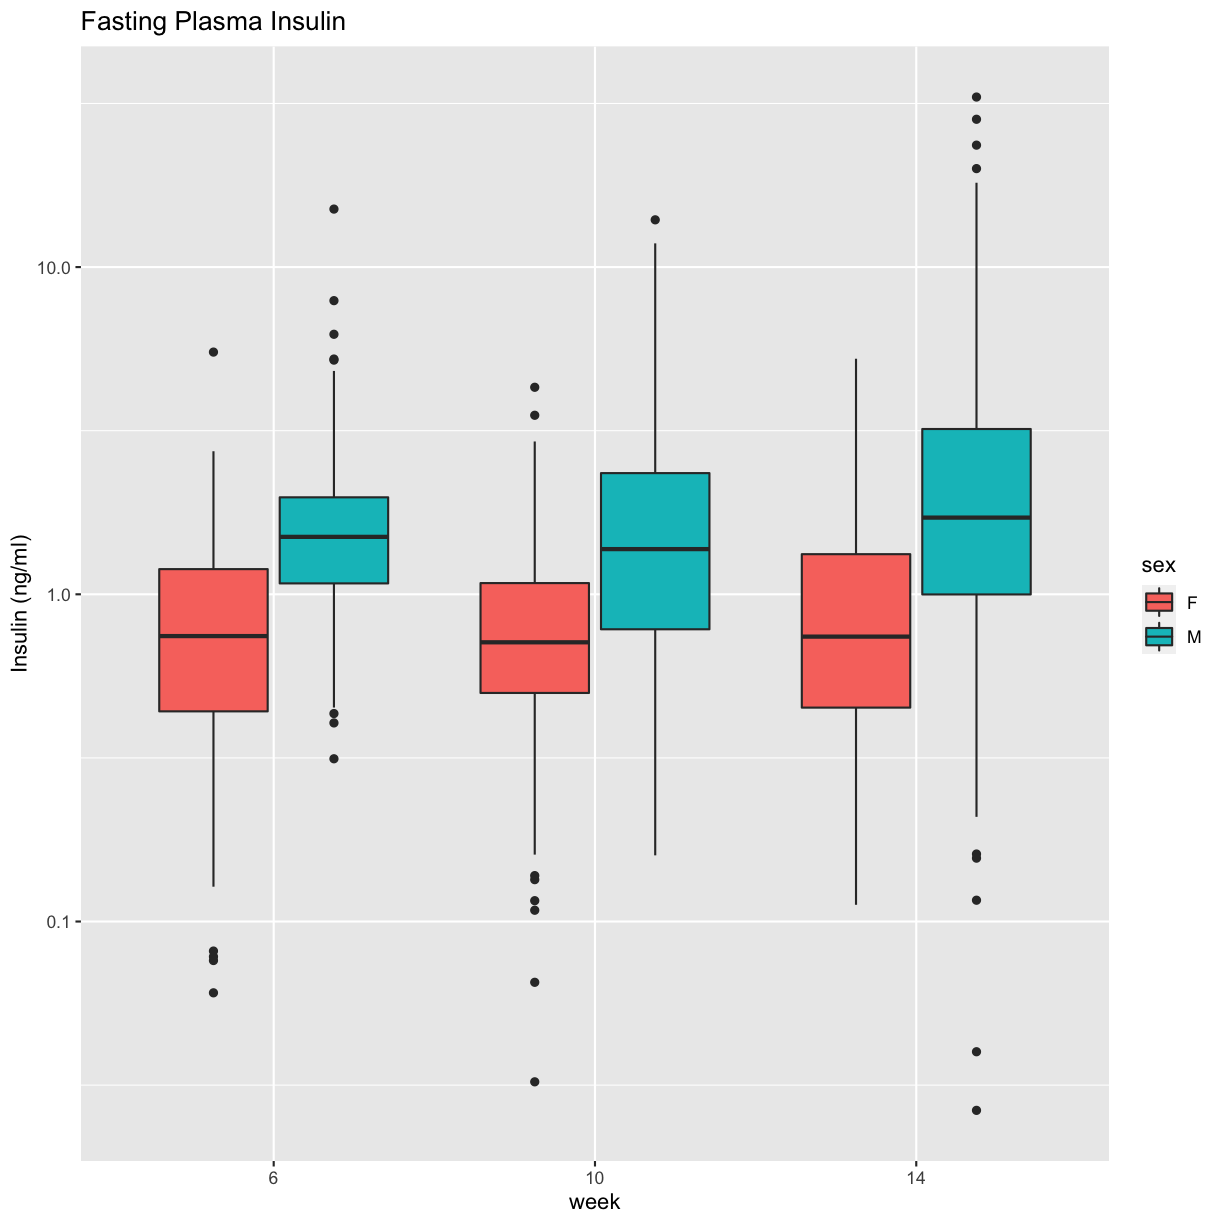 Fasting Plasma Insulin
Insulin (ng/ml)
10.0
1.0
0.1
6
10
14
week
sex
F
M